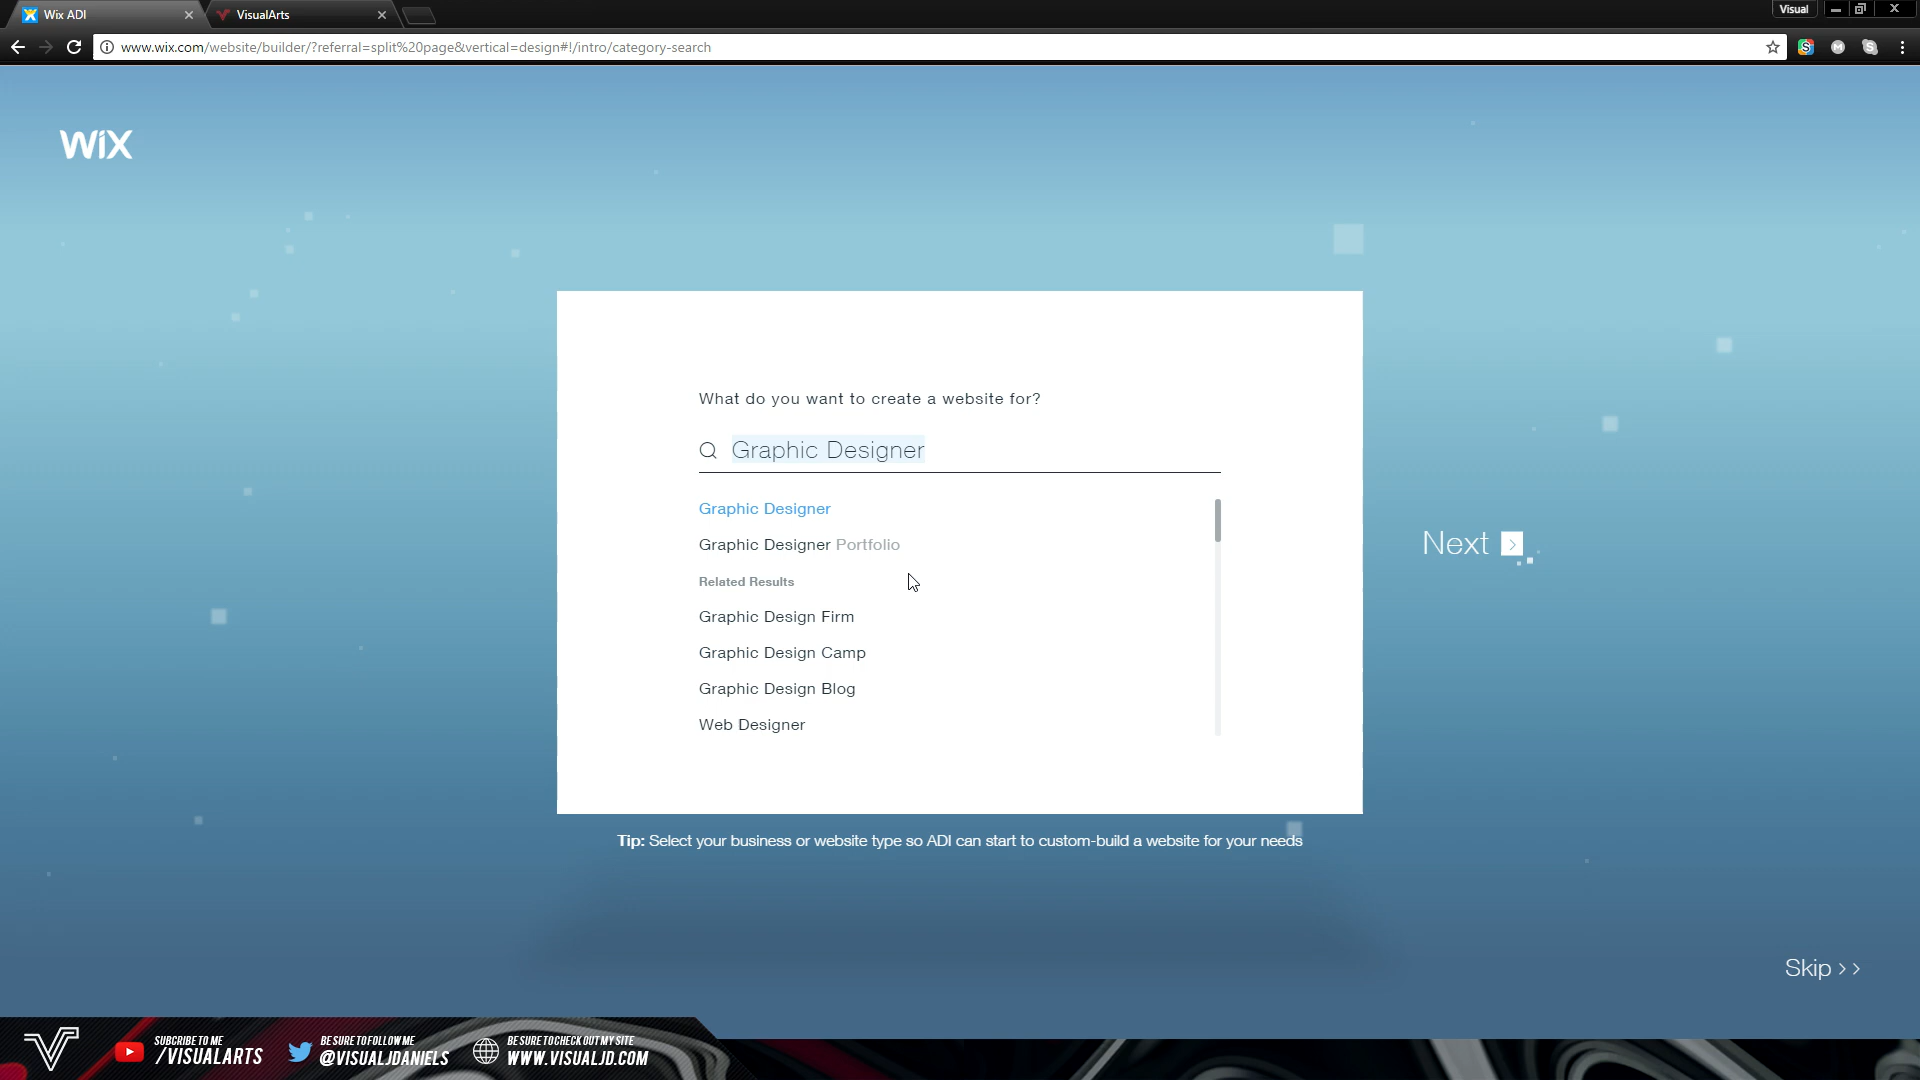 Wix ADI
VisualArts
Visual
www.wix.com/website/builder/?referral=split%20page&vertical=design#!/intro/category-search
WiX
What do you want to create a website for?
Graphic Designer
Graphic Designer
Graphic Designer Portfolio
Related Results
Graphic Design Firm
Graphic Design Camp
Graphic Design Blog
Web Designer
Next
Tip: Select your business or website type so ADI can start to custom-build a website for your needs
Skip >>
SUBCRIBE TO ME
/VISUALARTS
BE SURE TO FOLLOW ME
@VISUALJDANIELS
BE SURE TO CHECK OUT MY SITE
WWW.VISUALJD.COM